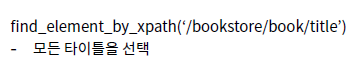 find_element_by_xpath(‘/bookstore/book/title’)
- 모든 타이틀을 선택